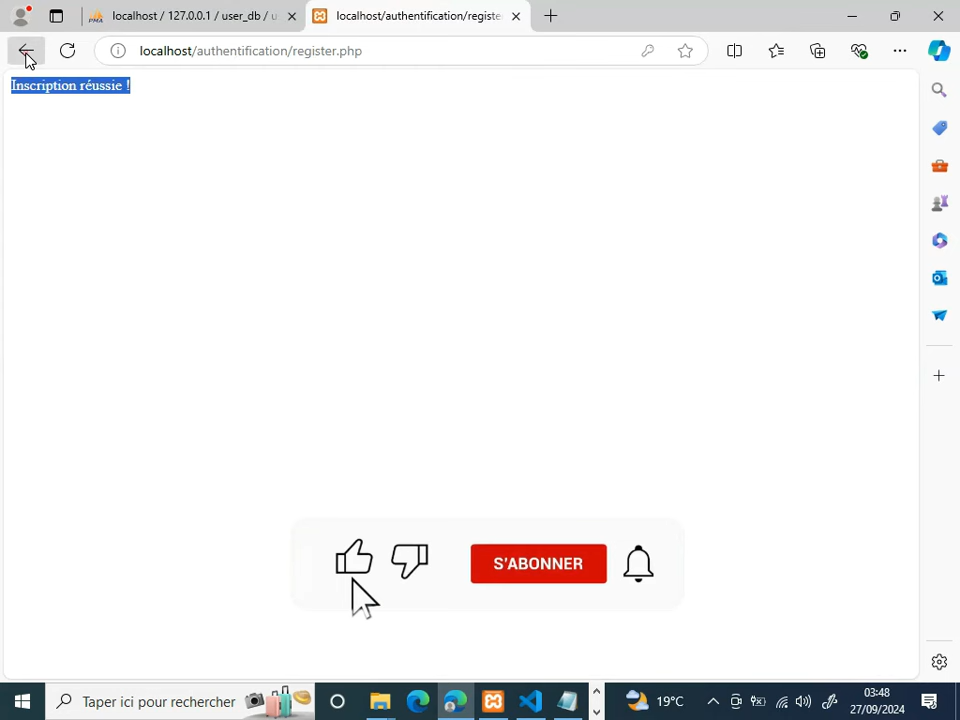 localhost / 127.0.0.1 / user_db / u
localhost/authentification/registe
localhost/authentification/register.php
Inscription réussie !
S'ABONNER
Taper ici pour rechercher
19°C
03:48
27/09/2024